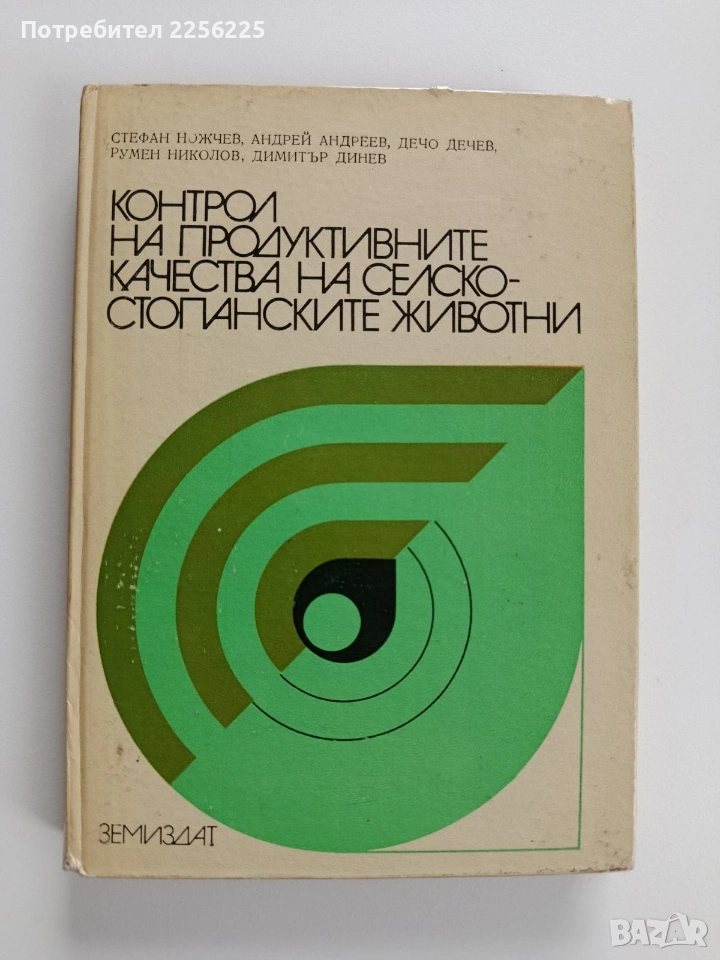 Потребител 2256225
СТЕФАН НОЖЧЕВ, АНДРЕЙ АНДРЕЕВ, ДЕЧО ДЕЧЕВ,
РУМЕН НИКОЛОВ, ДИМИТЪР ДИНЕВ
КОНТРОЛ
НА ПРОДУКТИВНИТЕ
КАЧЕСТВА НА СЕЛСКО-
СТОПАНСКИТЕ ЖИВОТНИ
ЗЕМИЗДАТ
BAZAR